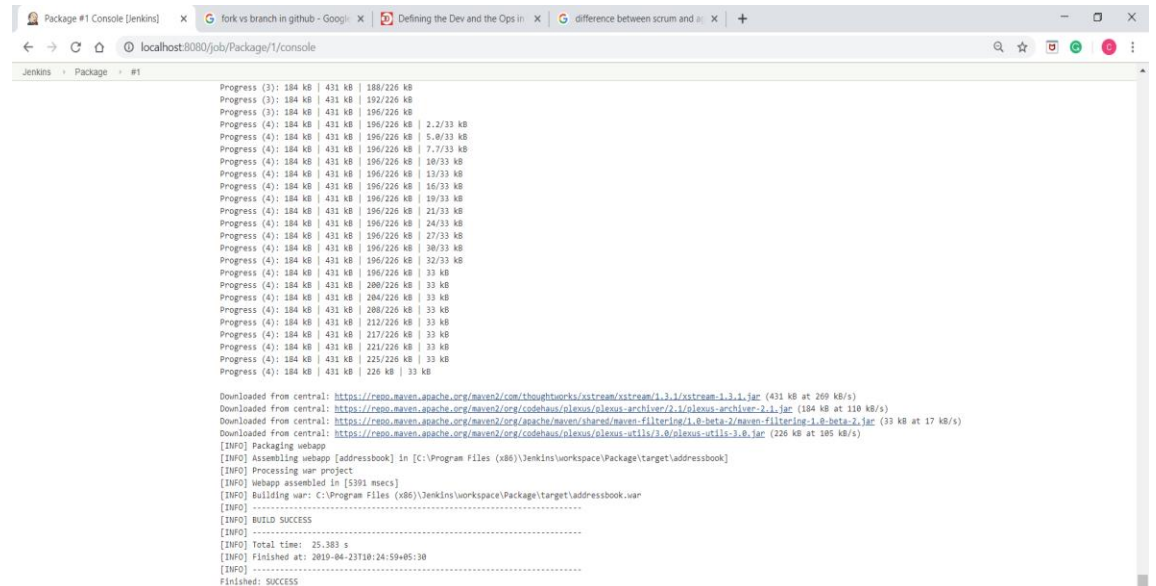 Package #1 Console [Jenkins]
fork vs branch in github - Google
Defining the Dev and the Ops in
difference between scrum and ag
localhost:8080/job/Package/1/console
Jenkins
Package
#1
Progress (3): 184 kB | 431 kB | 188/226 kB
Progress (3): 184 kB | 431 kB | 192/226 kB
Progress (3): 184 kB | 431 kB | 196/226 kB
Progress (4): 184 kB | 431 kB | 196/226 kB | 2.2/33 kB
Progress (4): 184 kB | 431 kB | 196/226 kB | 5.0/33 kB
Progress (4): 184 kB | 431 kB | 196/226 kB | 7.7/33 kB
Progress (4): 184 kB | 431 kB | 196/226 kB | 10/33 kB
Progress (4): 184 kB | 431 kB | 196/226 kB | 13/33 kB
Progress (4): 184 kB | 431 kB | 196/226 kB | 16/33 kB
Progress (4): 184 kB | 431 kB | 196/226 kB | 19/33 kB
Progress (4): 184 kB | 431 kB | 196/226 kB | 21/33 kB
Progress (4): 184 kB | 431 kB | 196/226 kB | 24/33 kB
Progress (4): 184 kB | 431 kB | 196/226 kB | 27/33 kB
Progress (4): 184 kB | 431 kB | 196/226 kB | 30/33 kB
Progress (4): 184 kB | 431 kB | 196/226 kB | 32/33 kB
Progress (4): 184 kB | 431 kB | 196/226 kB | 33 kB
Progress (4): 184 kB | 431 kB | 200/226 kB | 33 kB
Progress (4): 184 kB | 431 kB | 204/226 kB | 33 kB
Progress (4): 184 kB | 431 kB | 208/226 kB | 33 kB
Progress (4): 184 kB | 431 kB | 212/226 kB | 33 kB
Progress (4): 184 kB | 431 kB | 217/226 kB | 33 kB
Progress (4): 184 kB | 431 kB | 221/226 kB | 33 kB
Progress (4): 184 kB | 431 kB | 225/226 kB | 33 kB
Progress (4): 184 kB | 431 kB | 226 kB | 33 kB
Downloaded from central: https://repo.maven.apache.org/maven2/com/thoughtworks/xstream/xstream/1.3.1/xstream-1.3.1.jar (431 kB at 269 kB/s)
Downloaded from central: https://repo.maven.apache.org/maven2/org/codehaus/plexus/plexus-archiver/2.1/plexus-archiver-2.1.jar (184 kB at 110 kB/s)
Downloaded from central: https://repo.maven.apache.org/maven2/org/apache/maven/shared/maven-filtering/1.0-beta-2/maven-filtering-1.0-beta-2.jar (33 kB at 17 kB/s)
Downloaded from central: https://repo.maven.apache.org/maven2/org/codehaus/plexus/plexus-utils/3.0/plexus-utils-3.0.jar (226 kB at 105 kB/s)
[INFO] Packaging webapp
[INFO] Assembling webapp [addressbook] in [C:\Program Files (x86)\Jenkins\workspace\Package\target\addressbook]
[INFO] Processing war project
[INFO] Webapp assembled in [5391 msecs]
[INFO] Building war: C:\Program Files (x86)\Jenkins\workspace\Package\target\addressbook.war
[INFO] ------------------------------------------------------------------------
[INFO] BUILD SUCCESS
[INFO] ------------------------------------------------------------------------
[INFO] Total time: 25.383 s
[INFO] Finished at: 2019-04-23T10:24:59+05:30
[INFO] ------------------------------------------------------------------------
Finished: SUCCESS